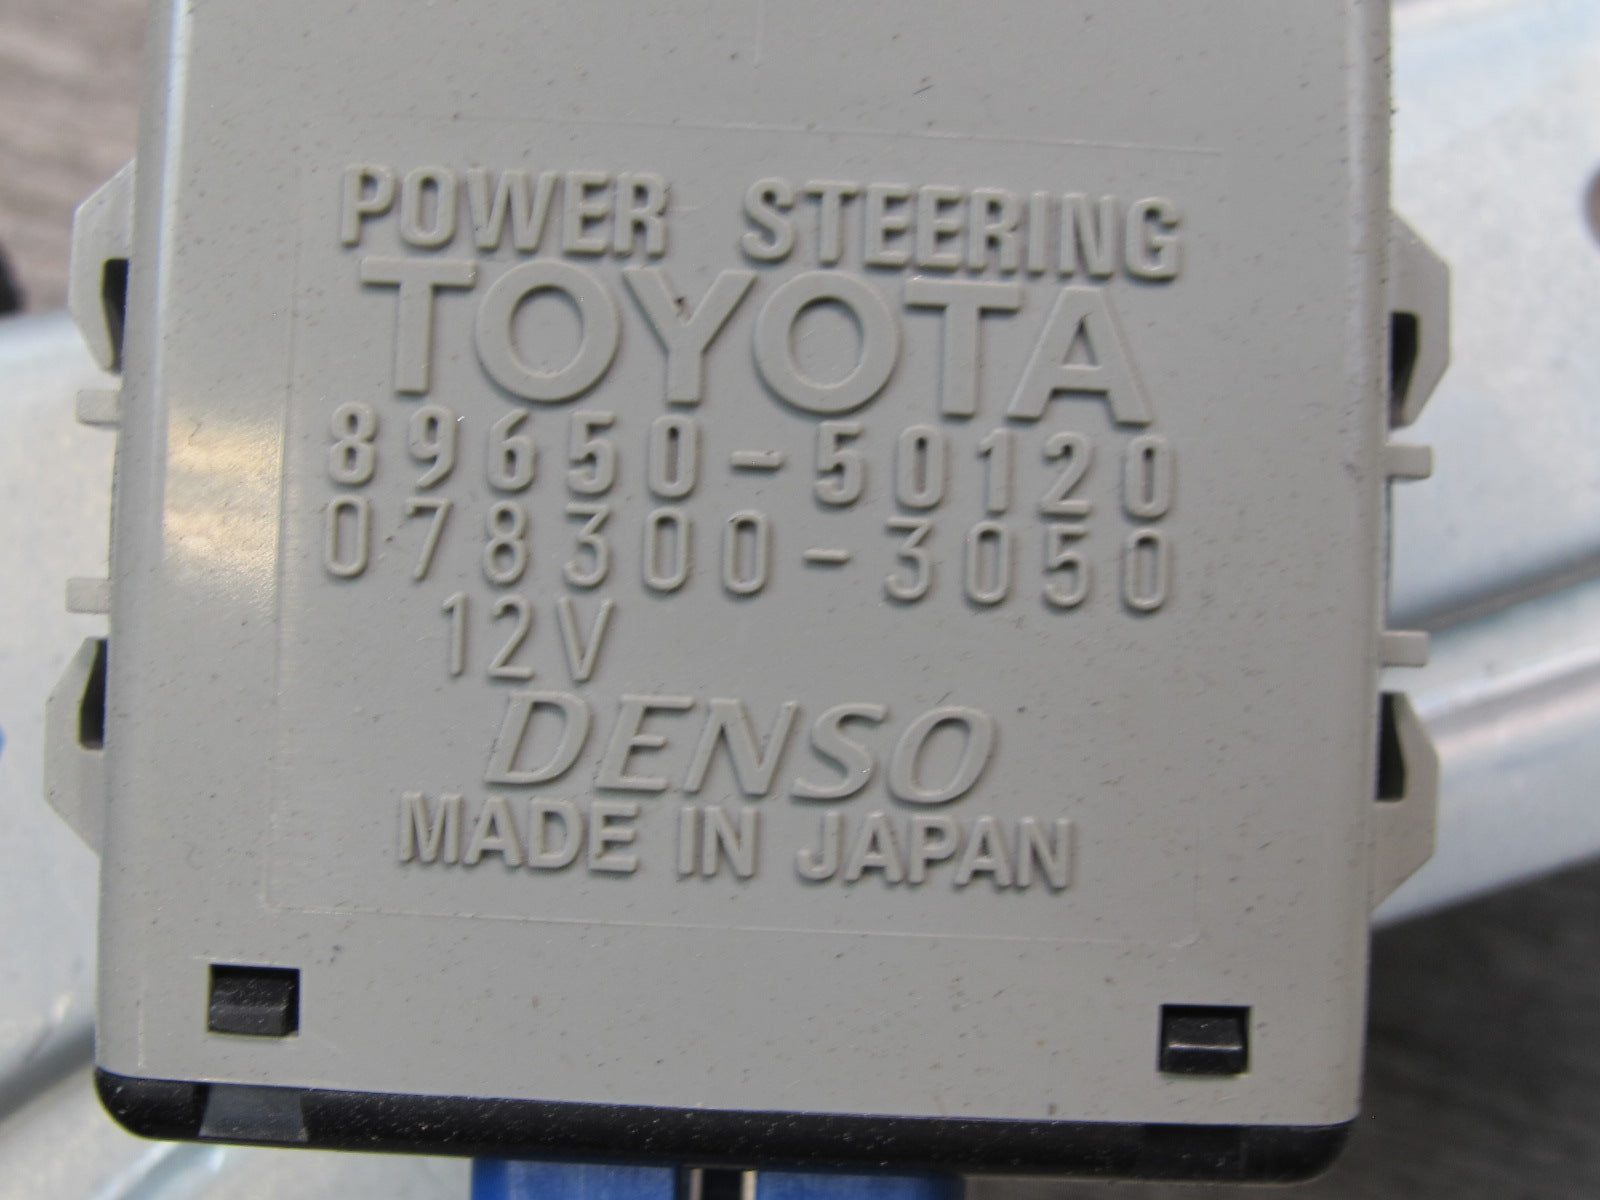 POWER STEERING
TOYOTA
89650-50120
078300-3050
12V
DENSO
MADE IN JAPAN